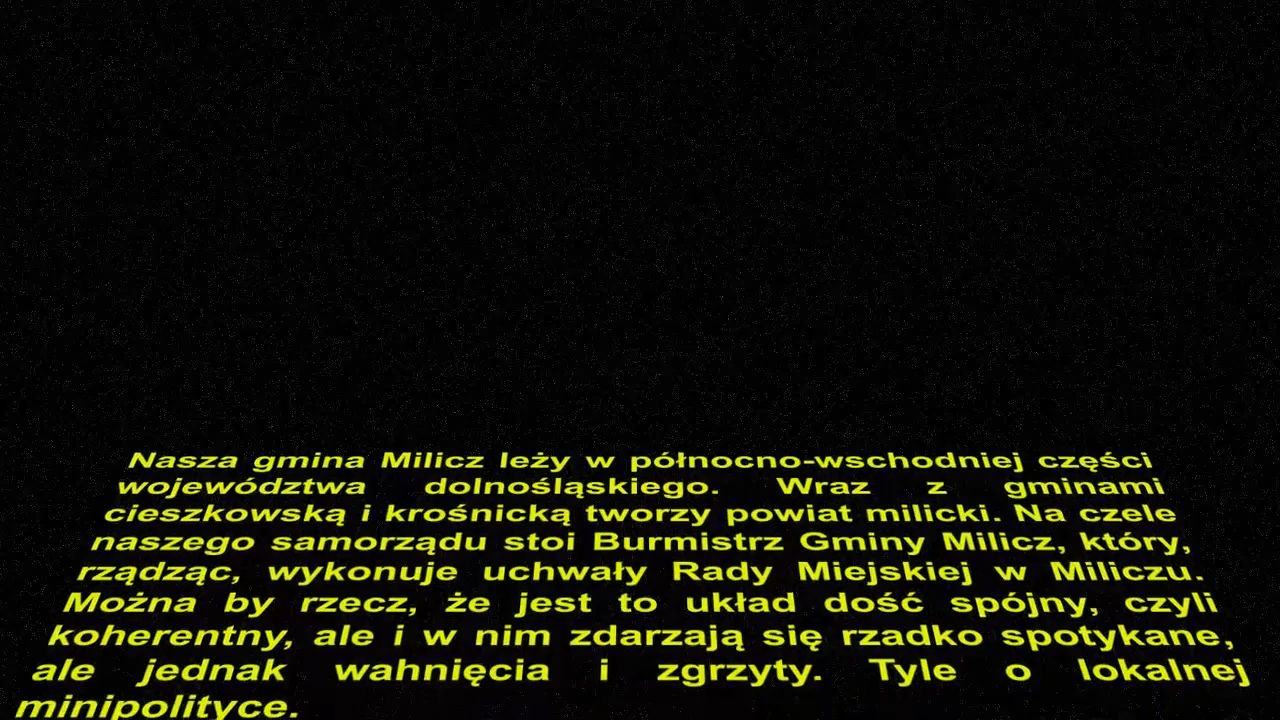 Nasza gmina Milicz leży w północno-wschodniej części
województwa dolnośląskiego. Wraz z gminami
cieszkowską i krośnicką tworzy powiat milicki. Na czele
naszego samorządu stoi Burmistrz Gminy Milicz, który,
rządząc, wykonuje uchwały Rady Miejskiej w Miliczu.
Można by rzecz, że jest to układ dość spójny, czyli
koherentny, ale i w nim zdarzają się rzadko spotykane,
ale jednak wahnięcia i zgrzyty. Tyle o lokalnej
minipolityce.